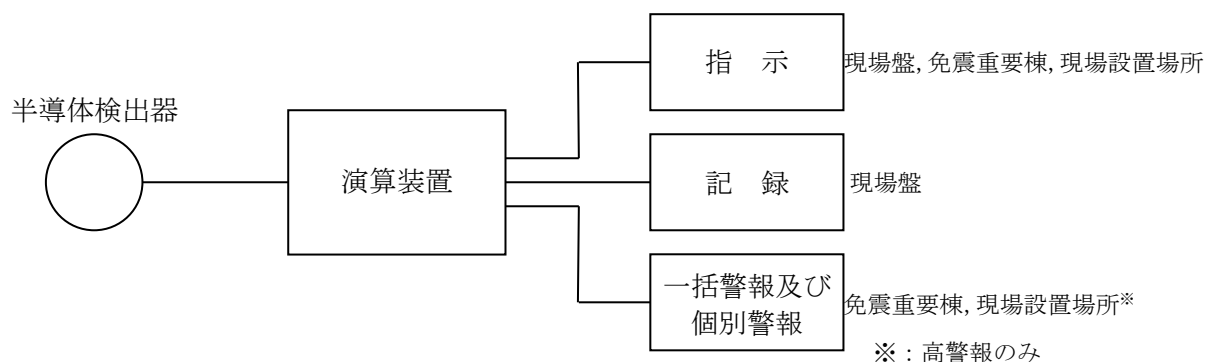 指 示
現場盤, 免震重要棟, 現場設置場所
半導体検出器
演算装置
記 録
現場盤
一括警報及び
個別警報
免震重要棟, 現場設置場所※
※：高警報のみ